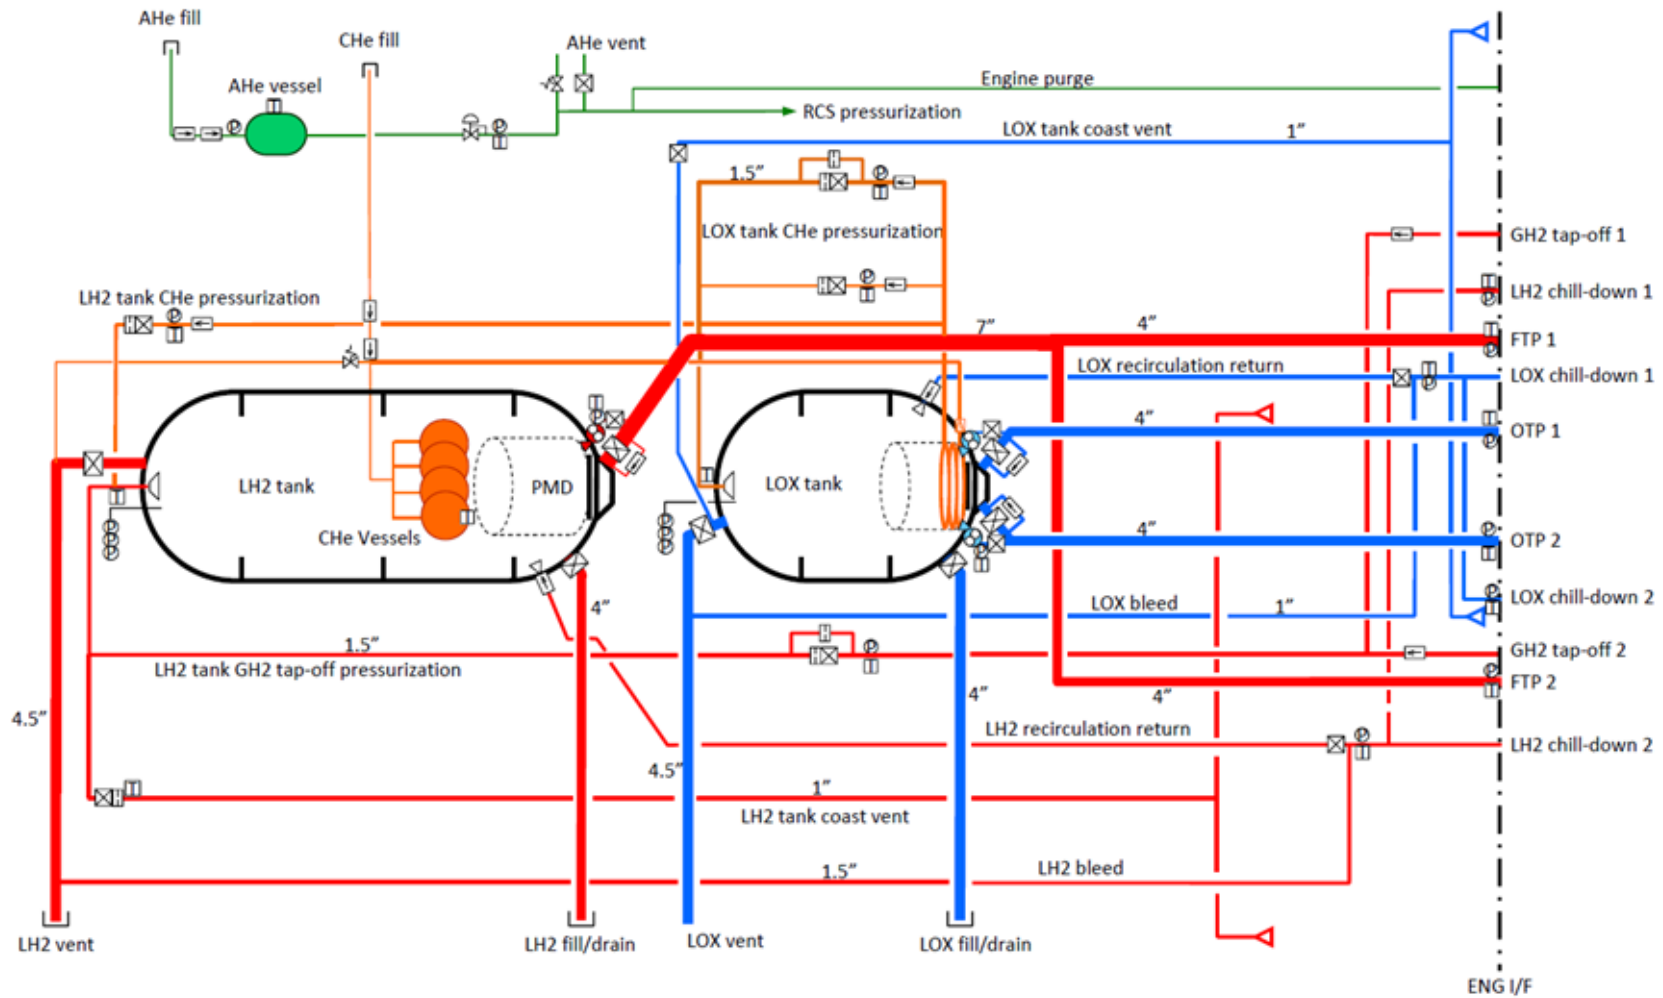 AHe fill
CHe fill
AHe vent
AHe vessel
Engine purge
RCS pressurization
LOX tank coast vent
1”
1.5”
LOX tank CHe pressurization
GH2 tap-off 1
LH2 tank CHe pressurization
LH2 chill-down 1
7”
4”
FTP 1
LOX recirculation return
LOX chill-down 1
4”
OTP 1
LH2 tank
PMD
LOX tank
CHe Vessels
4”
OTP 2
4”
LOX bleed
1”
LOX chill-down 2
1.5”
LH2 tank GH2 tap-off pressurization
GH2 tap-off 2
4”
4”
FTP 2
4.5”
LH2 recirculation return
LH2 chill-down 2
4.5”
1”
LH2 tank coast vent
1.5”
LH2 bleed
LH2 vent
LH2 fill/drain
LOX vent
LOX fill/drain
ENG I/F